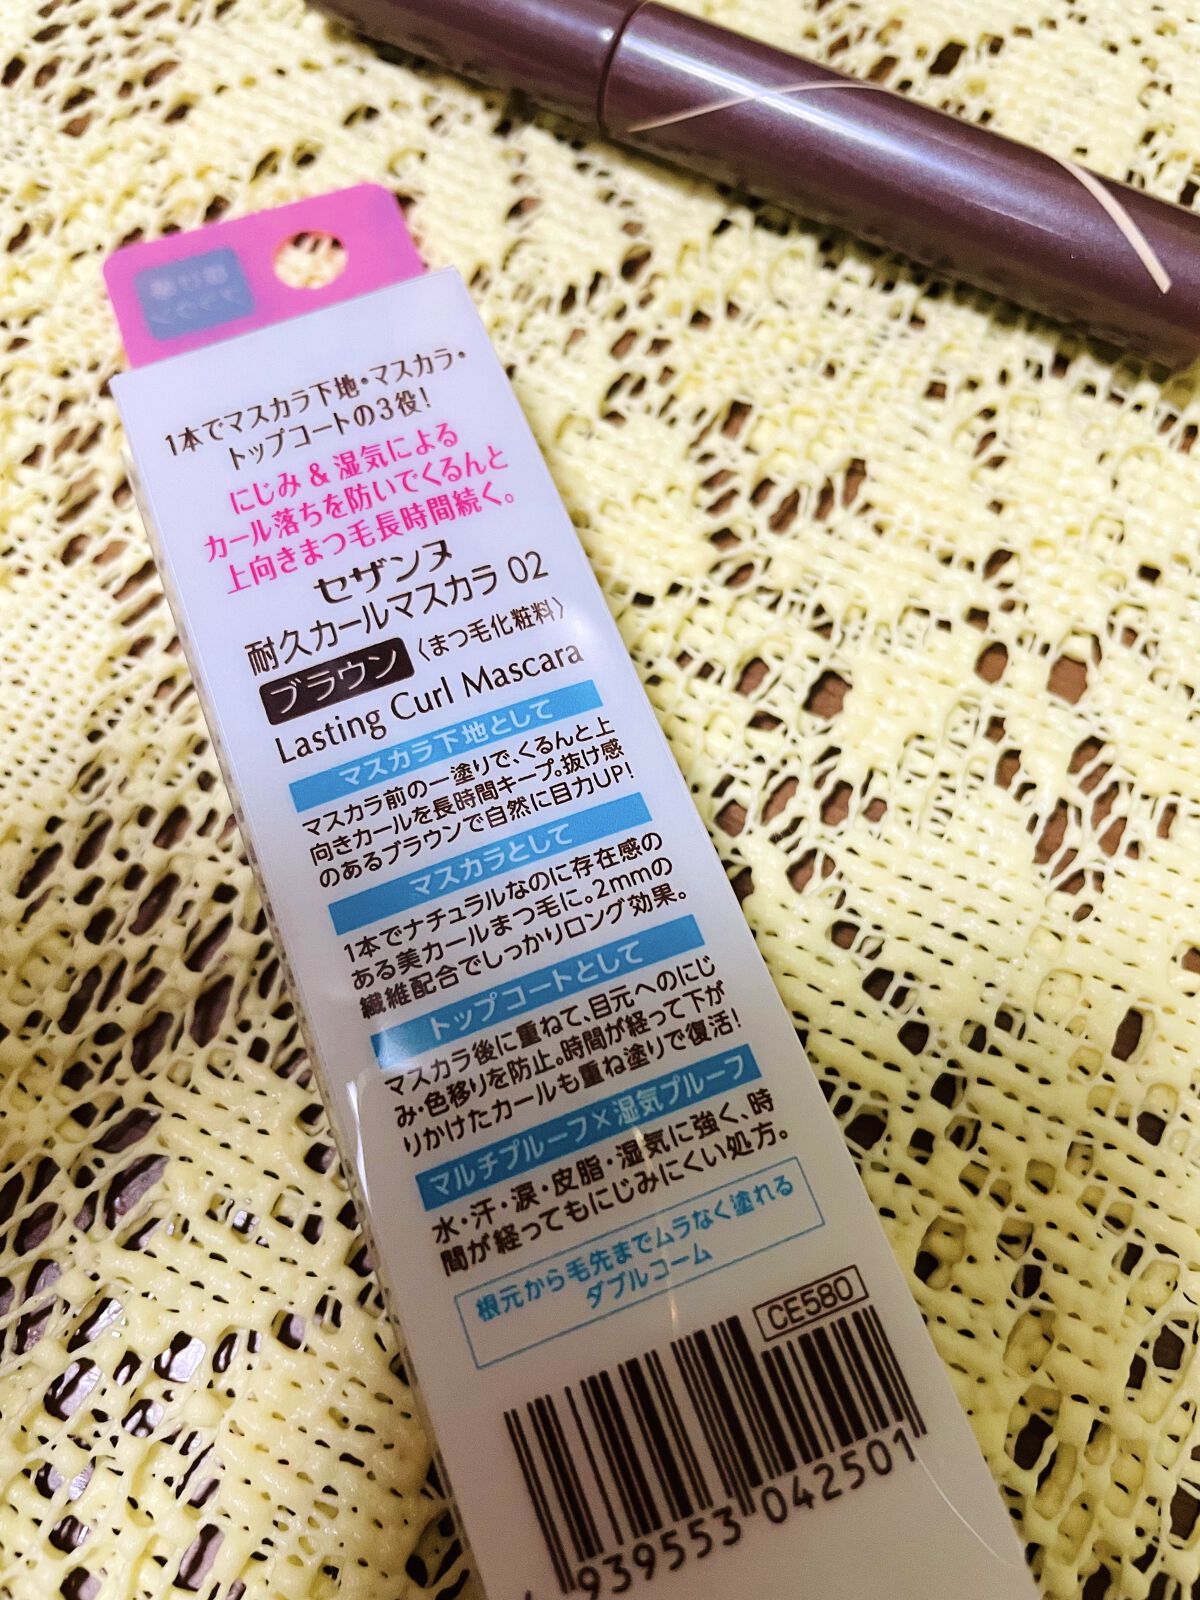 1本でマスカラ下地・マスカラ・
トップコートの3役！
にじみ & 湿気による
カール落ちを防いでくるんと
上向きまつ毛長時間続く。
セザンヌ
耐久カールマスカラ 02
ブラウン 〈まつ毛化粧料〉
Lasting Curl Mascara
マスカラ下地として
マスカラ前の一塗りで、くるんと上
向きカールを長時間キープ。抜け感
のあるブラウンで自然に目力UP！
マスカラとして
1本でナチュラルなのに存在感の
ある美カールまつ毛に。2mmの
繊維配合でしっかりロング効果。
トップコートとして
マスカラ後に重ねて、目元へのにじ
み・色移りを防止。時間が経って下が
りかけたカールも重ね塗りで復活！
マルチプルーフ×湿気プルーフ
水・汗・涙・皮脂・湿気に強く、時
間が経ってもにじみにくい処方。
根元から毛先までムラなく塗れる
ダブルコーム
CE580
939553 042501